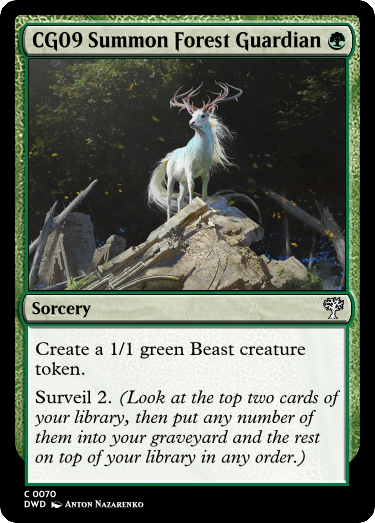 CG09 Summon Forest Guardian
Sorcery
Create a 1/1 green Beast creature
token.
Surveil 2. (Look at the top two cards of
your library, then put any number of
them into your graveyard and the rest
on top of your library in any order.)
C 0070
DWD ANTON NAZARENKO